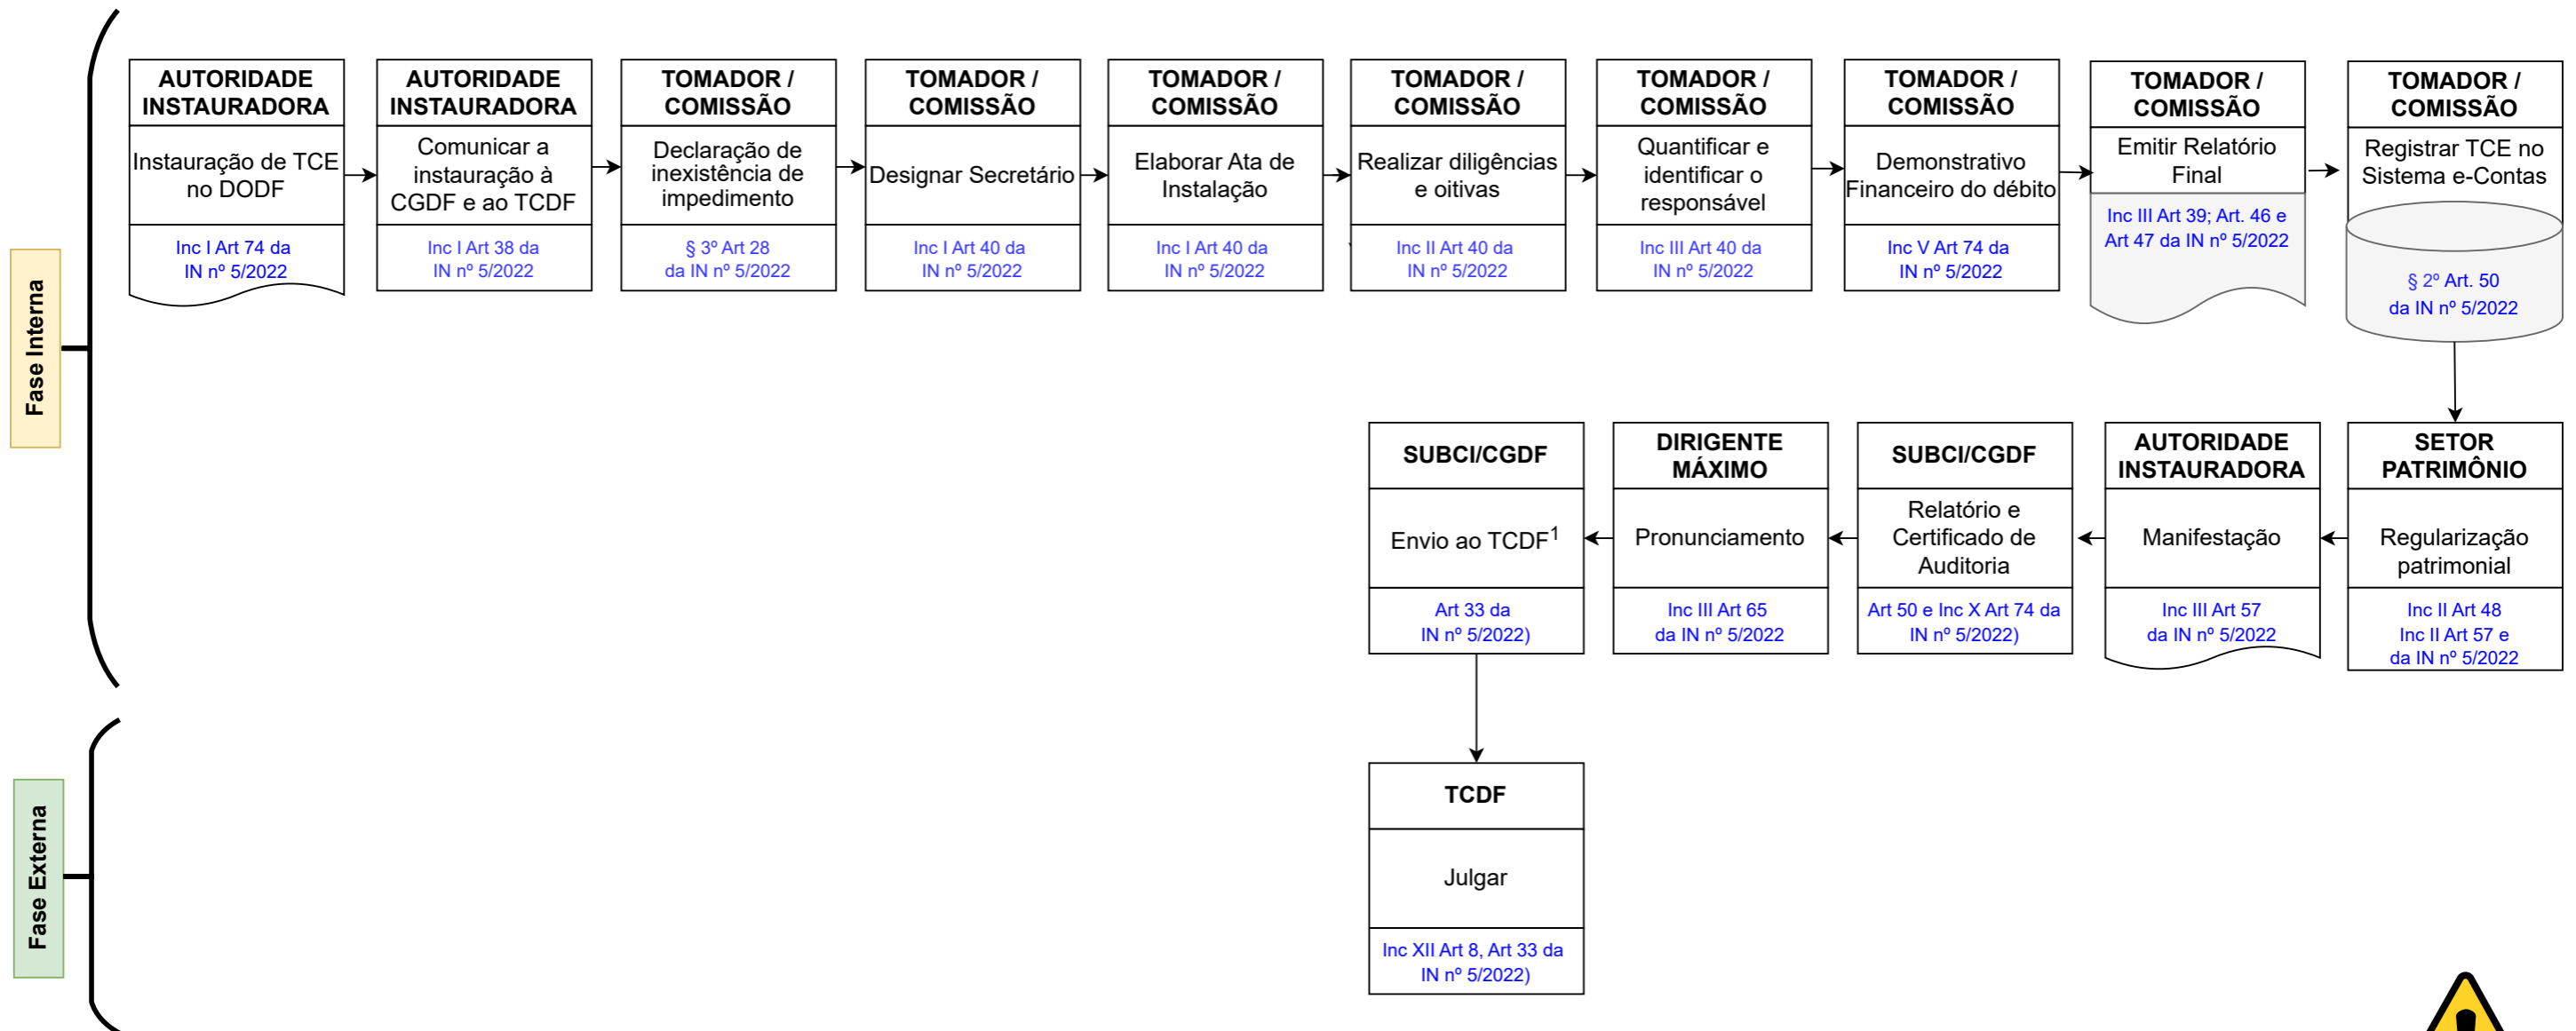 Fase Interna
AUTORIDADE
INSTAURADORA
Instauração de TCE
no DODF
Inc I Art 74 da
IN nº 5/2022
AUTORIDADE
INSTAURADORA
Comunicar a
instauração à
CGDF e ao TCDF
Inc I Art 38 da
IN nº 5/2022
TOMADOR /
COMISSÃO
Declaração de
inexistência de
impedimento
§ 3º Art 28
da IN nº 5/2022
TOMADOR /
COMISSÃO
Designar Secretário
Inc I Art 40 da
IN nº 5/2022
TOMADOR /
COMISSÃO
Elaborar Ata de
Instalação
Inc I Art 40 da
IN nº 5/2022
TOMADOR /
COMISSÃO
Realizar diligências
e oitivas
Inc II Art 40 da
IN nº 5/2022
TOMADOR /
COMISSÃO
Quantificar e
identificar o
responsável
Inc III Art 40 da
IN nº 5/2022
TOMADOR /
COMISSÃO
Demonstrativo
Financeiro do débito
Inc V Art 74 da
IN nº 5/2022
TOMADOR /
COMISSÃO
Emitir Relatório
Final
Inc III Art 39; Art. 46 e
Art 47 da IN nº 5/2022
TOMADOR /
COMISSÃO
Registrar TCE no
Sistema e-Contas
§ 2º Art. 50
da IN nº 5/2022
SETOR
PATRIMÔNIO
Regularização
patrimonial
Inc II Art 48
Inc II Art 57 e
da IN nº 5/2022
AUTORIDADE
INSTAURADORA
Manifestação
Inc III Art 57
da IN nº 5/2022
SUBCI/CGDF
Relatório e
Certificado de
Auditoria
Art 50 e Inc X Art 74 da
IN nº 5/2022)
DIRIGENTE
MÁXIMO
Pronunciamento
Inc III Art 65
da IN nº 5/2022
SUBCI/CGDF
Envio ao TCDF¹
Art 33 da
IN nº 5/2022)
Fase Externa
TCDF
Julgar
Inc XII Art 8, Art 33 da
IN nº 5/2022)